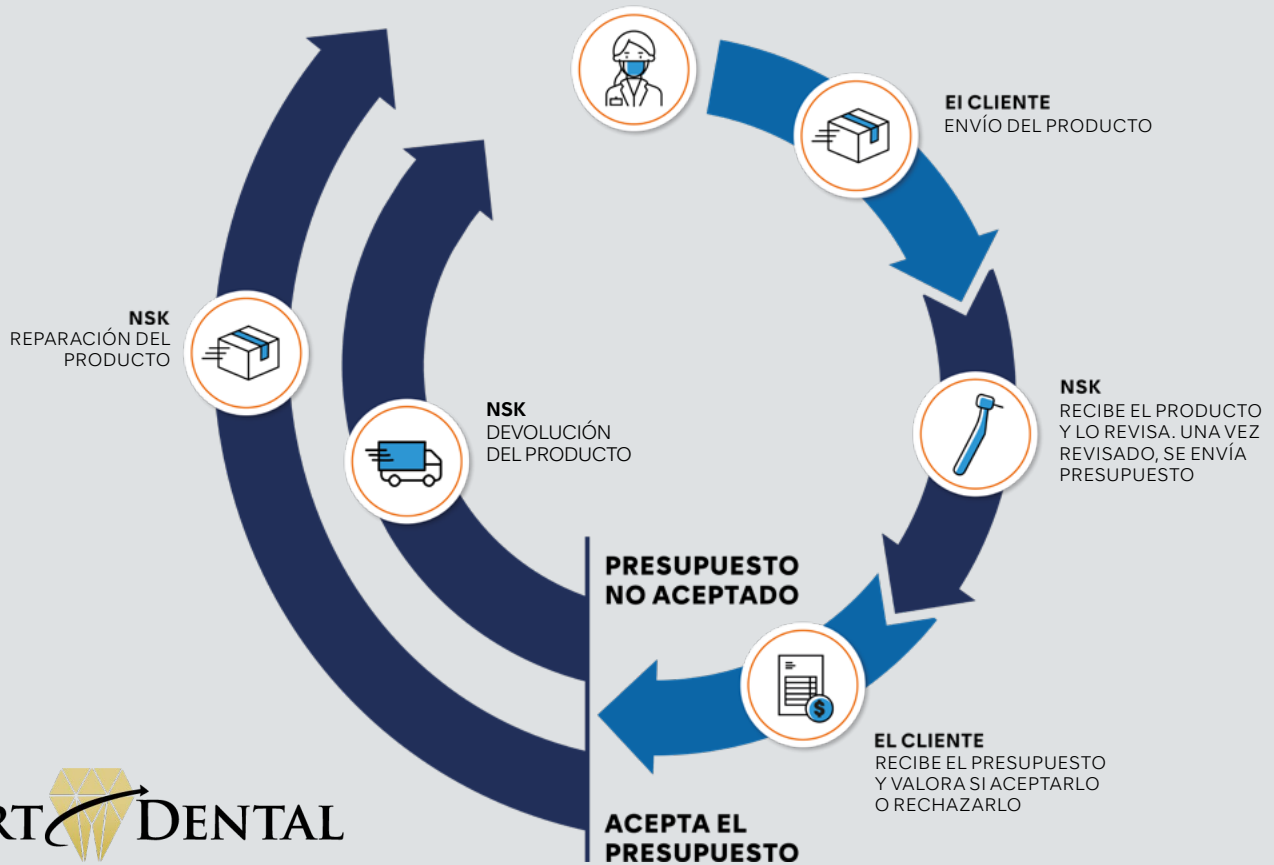 El CLIENTE
ENVÍO DEL PRODUCTO
NSK
RECIBE EL PRODUCTO
Y LO REVISA. UNA VEZ
REVISADO, SE ENVÍA
PRESUPUESTO
EL CLIENTE
RECIBE EL PRESUPUESTO
Y VALORA SI ACEPTARLO
O RECHAZARLO
$
PRESUPUESTO
NO ACEPTADO
NSK
DEVOLUCIÓN
DEL PRODUCTO
ACEPTA EL
PRESUPUESTO
NSK
REPARACIÓN DEL
PRODUCTO
RT DENTAL